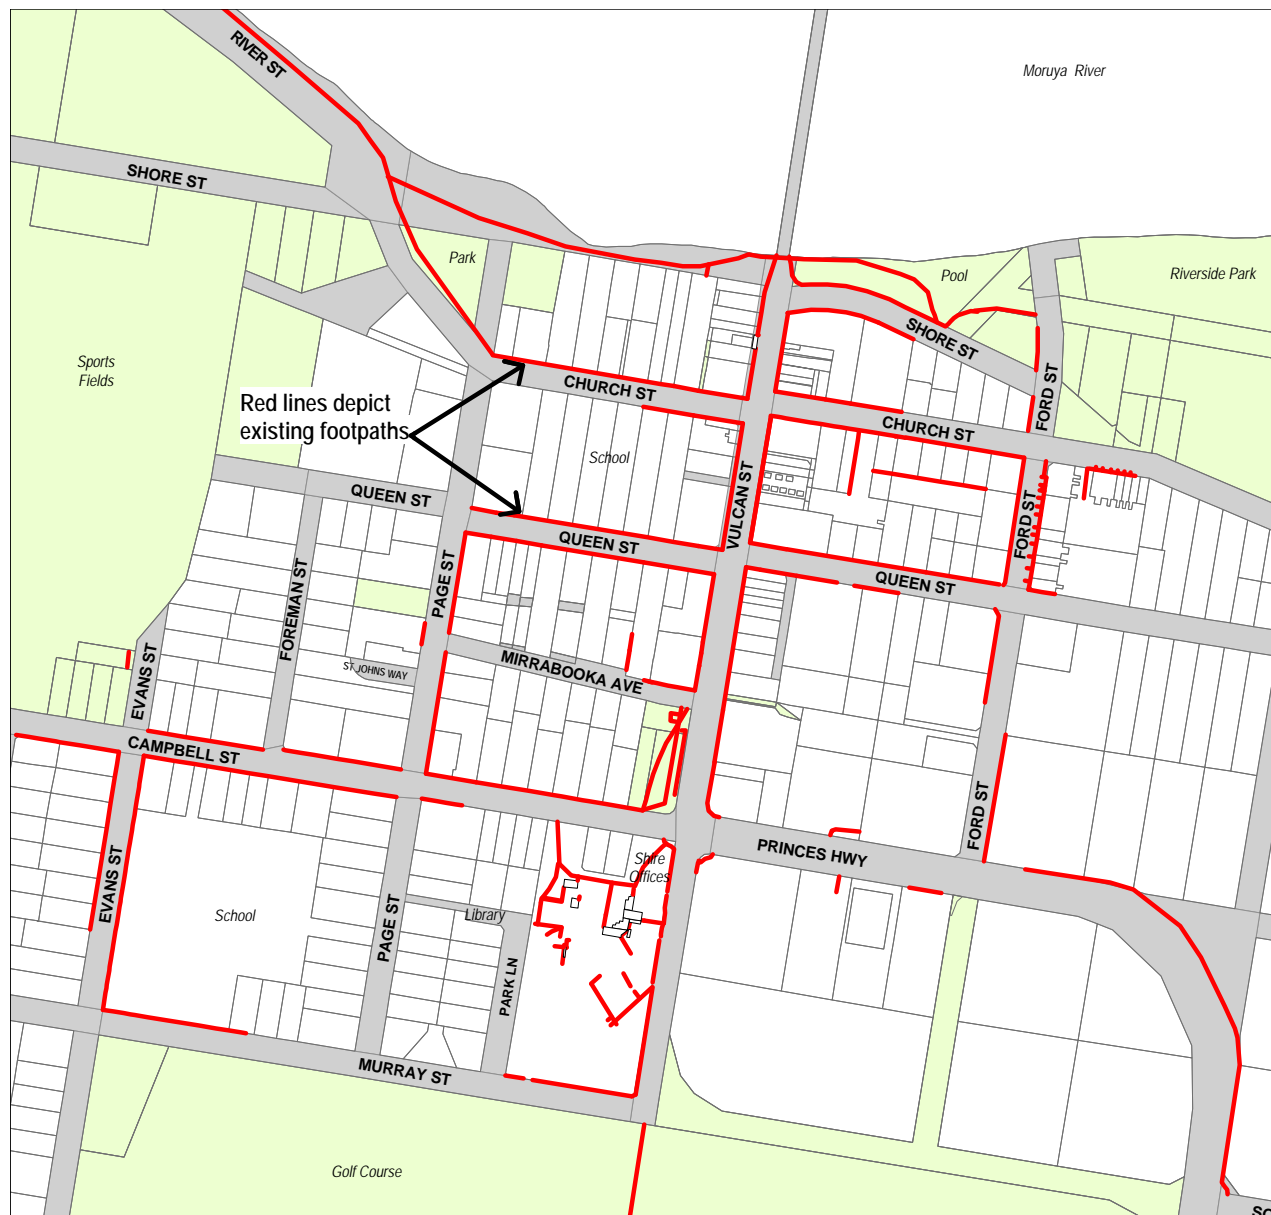 RIVER ST
Moruya River
SHORE ST
Park
Pool
Riverside Park
SHORE ST
Sports
Fields
CHURCH ST
FORD ST
Red lines depict
existing footpaths
CHURCH ST
School
QUEEN ST
VULCAN ST
FORD ST
QUEEN ST
QUEEN ST
PAGE ST
FOREMAN ST
MIRRABOOKA AVE
ST JOHNS WAY
EVANS ST
CAMPBELL ST
FORD ST
PRINCES HWY
Shire
Offices
EVANS ST
School
Library
PAGE ST
PARK LN
MURRAY ST
Golf Course